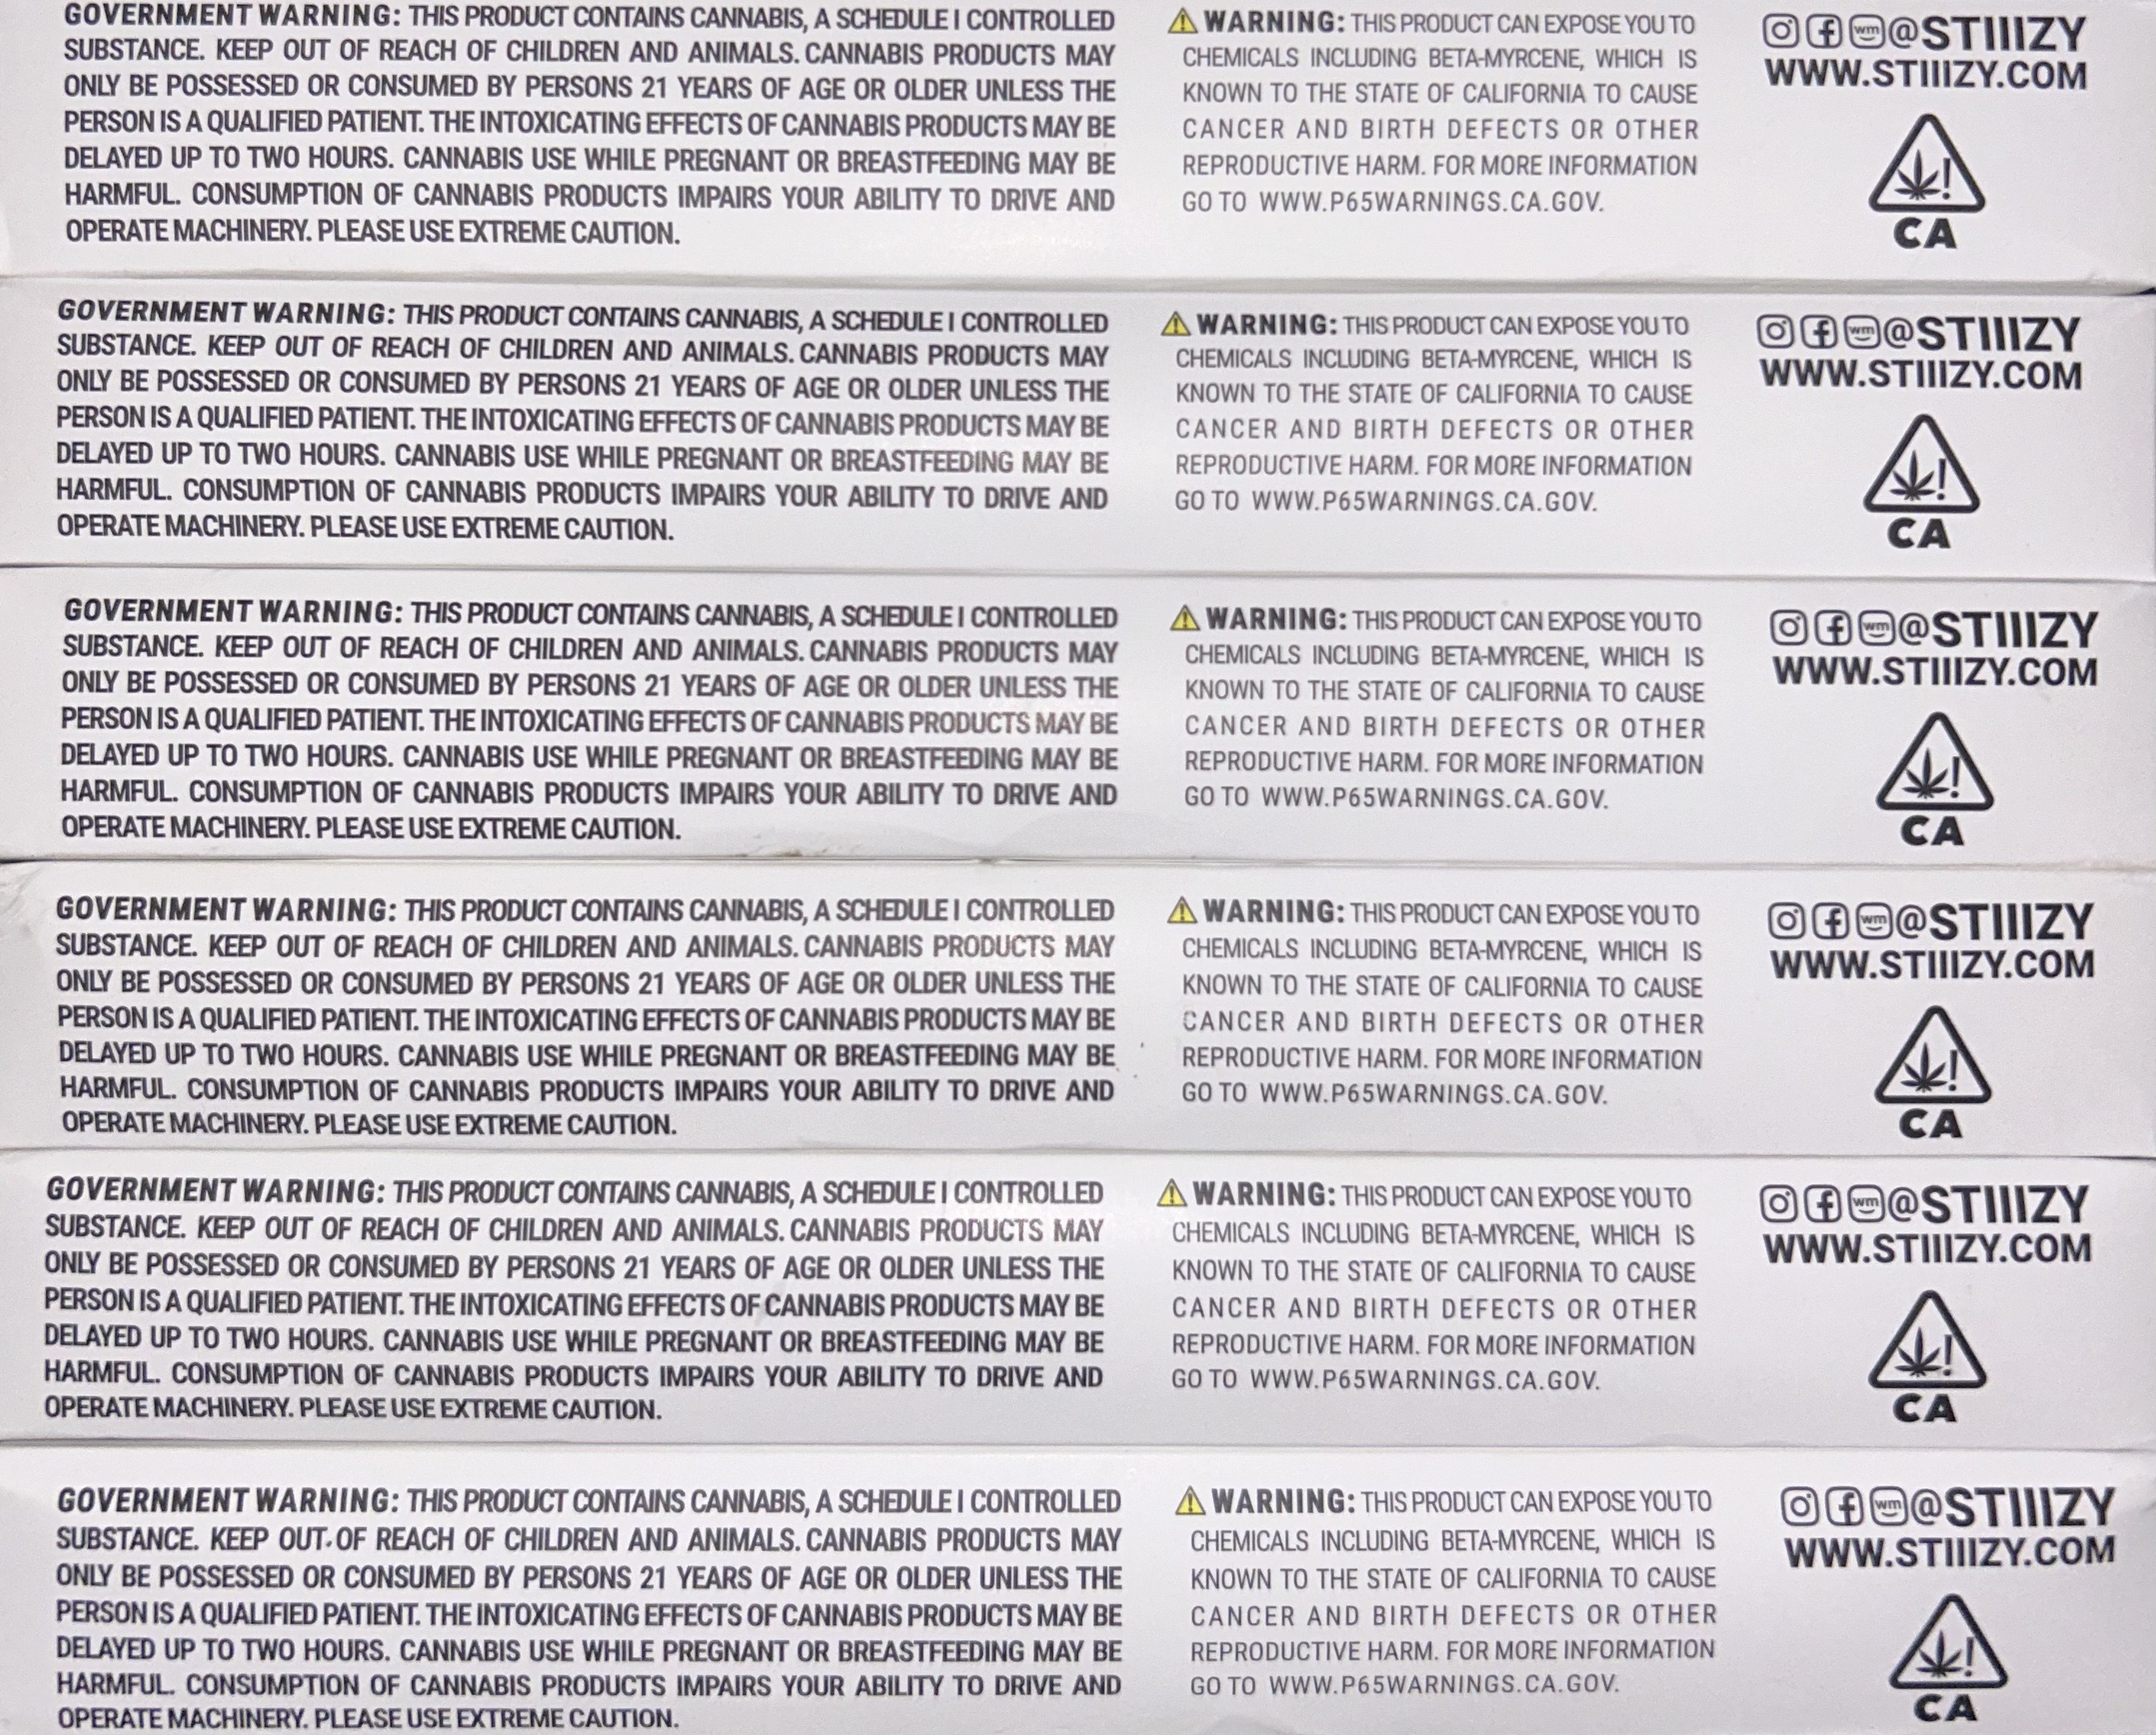 GOVERNMENT WARNING: THIS PRODUCT CONTAINS CANNABIS, A SCHEDULE I CONTROLLED
SUBSTANCE. KEEP OUT OF REACH OF CHILDREN AND ANIMALS. CANNABIS PRODUCTS MAY
ONLY BE POSSESSED OR CONSUMED BY PERSONS 21 YEARS OF AGE OR OLDER UNLESS THE
PERSON IS A QUALIFIED PATIENT. THE INTOXICATING EFFECTS OF CANNABIS PRODUCTS MAY BE
DELAYED UP TO TWO HOURS. CANNABIS USE WHILE PREGNANT OR BREASTFEEDING MAY BE
HARMFUL. CONSUMPTION OF CANNABIS PRODUCTS IMPAIRS YOUR ABILITY TO DRIVE AND
OPERATE MACHINERY. PLEASE USE EXTREME CAUTION.
WARNING: THIS PRODUCT CAN EXPOSE YOU TO
CHEMICALS INCLUDING BETA-MYRCENE, WHICH IS
KNOWN TO THE STATE OF CALIFORNIA TO CAUSE
CANCER AND BIRTH DEFECTS OR OTHER
REPRODUCTIVE HARM. FOR MORE INFORMATION
GO TO WWW.P65WARNINGS.CA.GOV.
wm @STIIIZY
WWW.STIIIZY.COM
!
CA
GOVERNMENT WARNING: THIS PRODUCT CONTAINS CANNABIS, A SCHEDULE I CONTROLLED
SUBSTANCE. KEEP OUT OF REACH OF CHILDREN AND ANIMALS. CANNABIS PRODUCTS MAY
ONLY BE POSSESSED OR CONSUMED BY PERSONS 21 YEARS OF AGE OR OLDER UNLESS THE
PERSON IS A QUALIFIED PATIENT. THE INTOXICATING EFFECTS OF CANNABIS PRODUCTS MAY BE
DELAYED UP TO TWO HOURS. CANNABIS USE WHILE PREGNANT OR BREASTFEEDING MAY BE
HARMFUL. CONSUMPTION OF CANNABIS PRODUCTS IMPAIRS YOUR ABILITY TO DRIVE AND
OPERATE MACHINERY. PLEASE USE EXTREME CAUTION.
WARNING: THIS PRODUCT CAN EXPOSE YOU TO
CHEMICALS INCLUDING BETA-MYRCENE, WHICH IS
KNOWN TO THE STATE OF CALIFORNIA TO CAUSE
CANCER AND BIRTH DEFECTS OR OTHER
REPRODUCTIVE HARM. FOR MORE INFORMATION
GO TO WWW.P65WARNINGS.CA.GOV.
wm @STIIIZY
WWW.STIIIZY.COM
!
CA
GOVERNMENT WARNING: THIS PRODUCT CONTAINS CANNABIS, A SCHEDULE I CONTROLLED
SUBSTANCE. KEEP OUT OF REACH OF CHILDREN AND ANIMALS. CANNABIS PRODUCTS MAY
ONLY BE POSSESSED OR CONSUMED BY PERSONS 21 YEARS OF AGE OR OLDER UNLESS THE
PERSON IS A QUALIFIED PATIENT. THE INTOXICATING EFFECTS OF CANNABIS PRODUCTS MAY BE
DELAYED UP TO TWO HOURS. CANNABIS USE WHILE PREGNANT OR BREASTFEEDING MAY BE
HARMFUL. CONSUMPTION OF CANNABIS PRODUCTS IMPAIRS YOUR ABILITY TO DRIVE AND
OPERATE MACHINERY. PLEASE USE EXTREME CAUTION.
WARNING: THIS PRODUCT CAN EXPOSE YOU TO
CHEMICALS INCLUDING BETA-MYRCENE, WHICH IS
KNOWN TO THE STATE OF CALIFORNIA TO CAUSE
CANCER AND BIRTH DEFECTS OR OTHER
REPRODUCTIVE HARM. FOR MORE INFORMATION
GO TO WWW.P65WARNINGS.CA.GOV.
wm @STIIIZY
WWW.STIIIZY.COM
!
CA
GOVERNMENT WARNING: THIS PRODUCT CONTAINS CANNABIS, A SCHEDULE I CONTROLLED
SUBSTANCE. KEEP OUT OF REACH OF CHILDREN AND ANIMALS. CANNABIS PRODUCTS MAY
ONLY BE POSSESSED OR CONSUMED BY PERSONS 21 YEARS OF AGE OR OLDER UNLESS THE
PERSON IS A QUALIFIED PATIENT. THE INTOXICATING EFFECTS OF CANNABIS PRODUCTS MAY BE
DELAYED UP TO TWO HOURS. CANNABIS USE WHILE PREGNANT OR BREASTFEEDING MAY BE
HARMFUL. CONSUMPTION OF CANNABIS PRODUCTS IMPAIRS YOUR ABILITY TO DRIVE AND
OPERATE MACHINERY. PLEASE USE EXTREME CAUTION.
WARNING: THIS PRODUCT CAN EXPOSE YOU TO
CHEMICALS INCLUDING BETA-MYRCENE, WHICH IS
KNOWN TO THE STATE OF CALIFORNIA TO CAUSE
CANCER AND BIRTH DEFECTS OR OTHER
REPRODUCTIVE HARM. FOR MORE INFORMATION
GO TO WWW.P65WARNINGS.CA.GOV.
wm @STIIIZY
WWW.STIIIZY.COM
!
CA
GOVERNMENT WARNING: THIS PRODUCT CONTAINS CANNABIS, A SCHEDULE I CONTROLLED
SUBSTANCE. KEEP OUT OF REACH OF CHILDREN AND ANIMALS. CANNABIS PRODUCTS MAY
ONLY BE POSSESSED OR CONSUMED BY PERSONS 21 YEARS OF AGE OR OLDER UNLESS THE
PERSON IS A QUALIFIED PATIENT. THE INTOXICATING EFFECTS OF CANNABIS PRODUCTS MAY BE
DELAYED UP TO TWO HOURS. CANNABIS USE WHILE PREGNANT OR BREASTFEEDING MAY BE
HARMFUL. CONSUMPTION OF CANNABIS PRODUCTS IMPAIRS YOUR ABILITY TO DRIVE AND
OPERATE MACHINERY. PLEASE USE EXTREME CAUTION.
WARNING: THIS PRODUCT CAN EXPOSE YOU TO
CHEMICALS INCLUDING BETA-MYRCENE, WHICH IS
KNOWN TO THE STATE OF CALIFORNIA TO CAUSE
CANCER AND BIRTH DEFECTS OR OTHER
REPRODUCTIVE HARM. FOR MORE INFORMATION
GO TO WWW.P65WARNINGS.CA.GOV.
wm @STIIIZY
WWW.STIIIZY.COM
!
CA
GOVERNMENT WARNING: THIS PRODUCT CONTAINS CANNABIS, A SCHEDULE I CONTROLLED
SUBSTANCE. KEEP OUT OF REACH OF CHILDREN AND ANIMALS. CANNABIS PRODUCTS MAY
ONLY BE POSSESSED OR CONSUMED BY PERSONS 21 YEARS OF AGE OR OLDER UNLESS THE
PERSON IS A QUALIFIED PATIENT. THE INTOXICATING EFFECTS OF CANNABIS PRODUCTS MAY BE
DELAYED UP TO TWO HOURS. CANNABIS USE WHILE PREGNANT OR BREASTFEEDING MAY BE
HARMFUL. CONSUMPTION OF CANNABIS PRODUCTS IMPAIRS YOUR ABILITY TO DRIVE AND
OPERATE MACHINERY. PLEASE USE EXTREME CAUTION.
WARNING: THIS PRODUCT CAN EXPOSE YOU TO
CHEMICALS INCLUDING BETA-MYRCENE, WHICH IS
KNOWN TO THE STATE OF CALIFORNIA TO CAUSE
CANCER AND BIRTH DEFECTS OR OTHER
REPRODUCTIVE HARM. FOR MORE INFORMATION
GO TO WWW.P65WARNINGS.CA.GOV.
wm @STIIIZY
WWW.STIIIZY.COM
!
CA